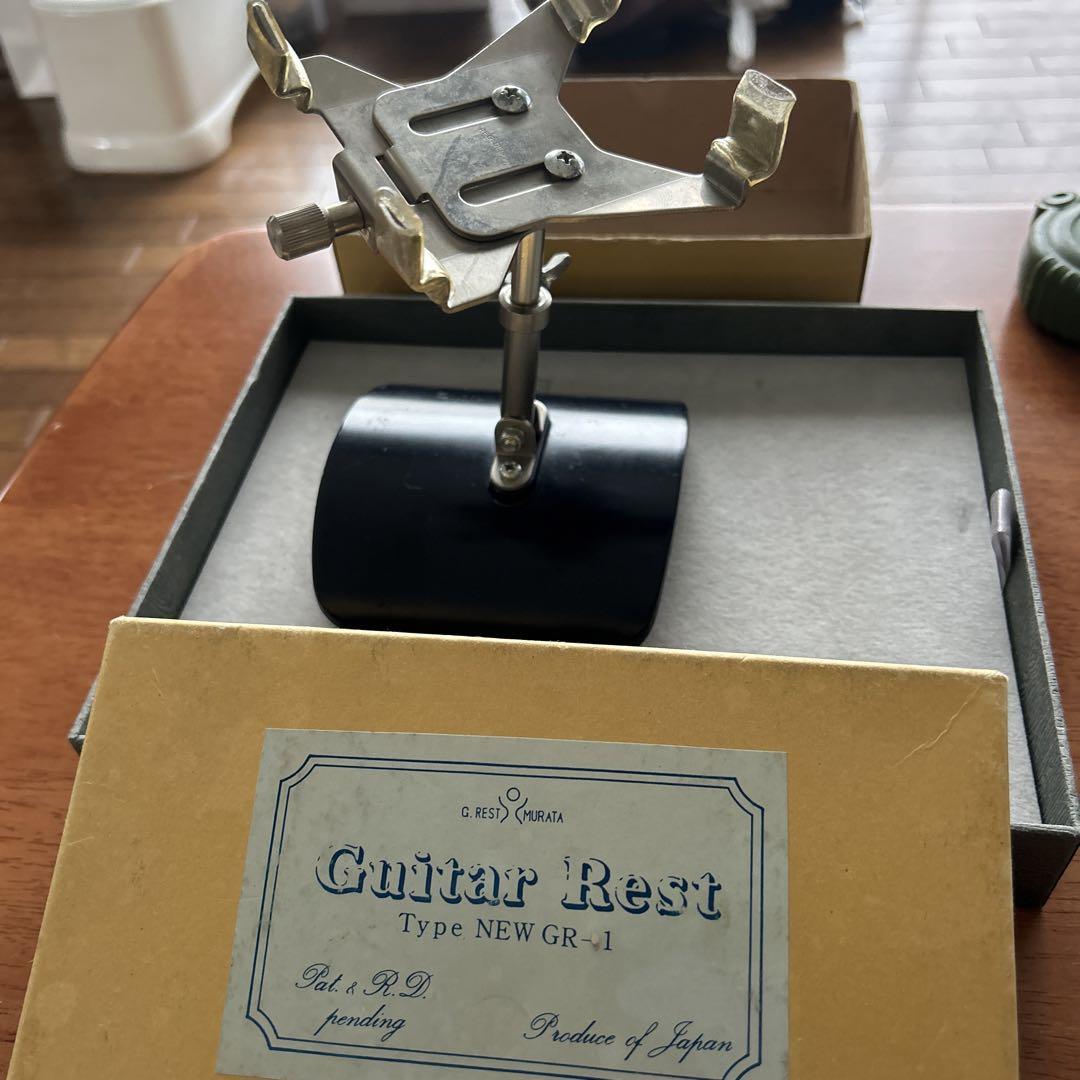 G. REST MURATA
Guitar Rest
Type NEW GR-1
Pat. & R.D.
pending
Produce of Japan